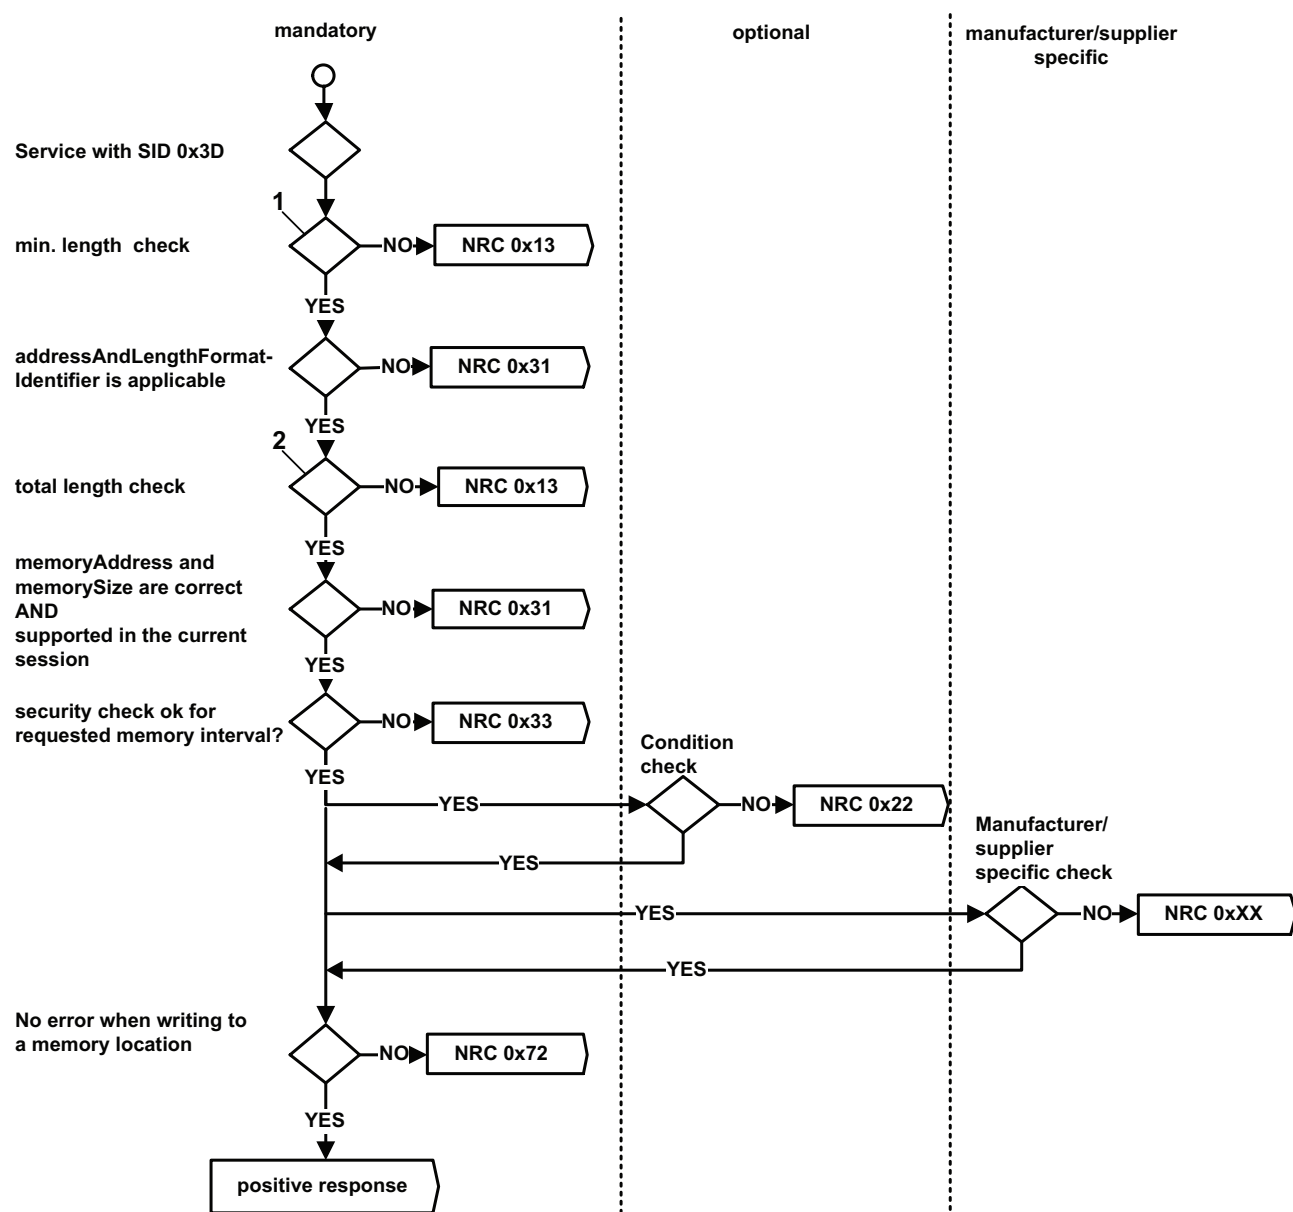 mandatory
optional
manufacturer/supplier
specific
Service with SID 0x3D
1
min. length check
NO
NRC 0x13
YES
addressAndLengthFormat-
Identifier is applicable
NO
NRC 0x31
YES
2
total length check
NO
NRC 0x13
YES
memoryAddress and
memorySize are correct
AND
supported in the current
session
NO
NRC 0x31
YES
security check ok for
requested memory interval?
NO
NRC 0x33
YES
Condition
check
YES
NO
NRC 0x22
YES
Manufacturer/
supplier
specific check
YES
NO
NRC 0xXX
YES
No error when writing to
a memory location
NO
NRC 0x72
YES
positive response